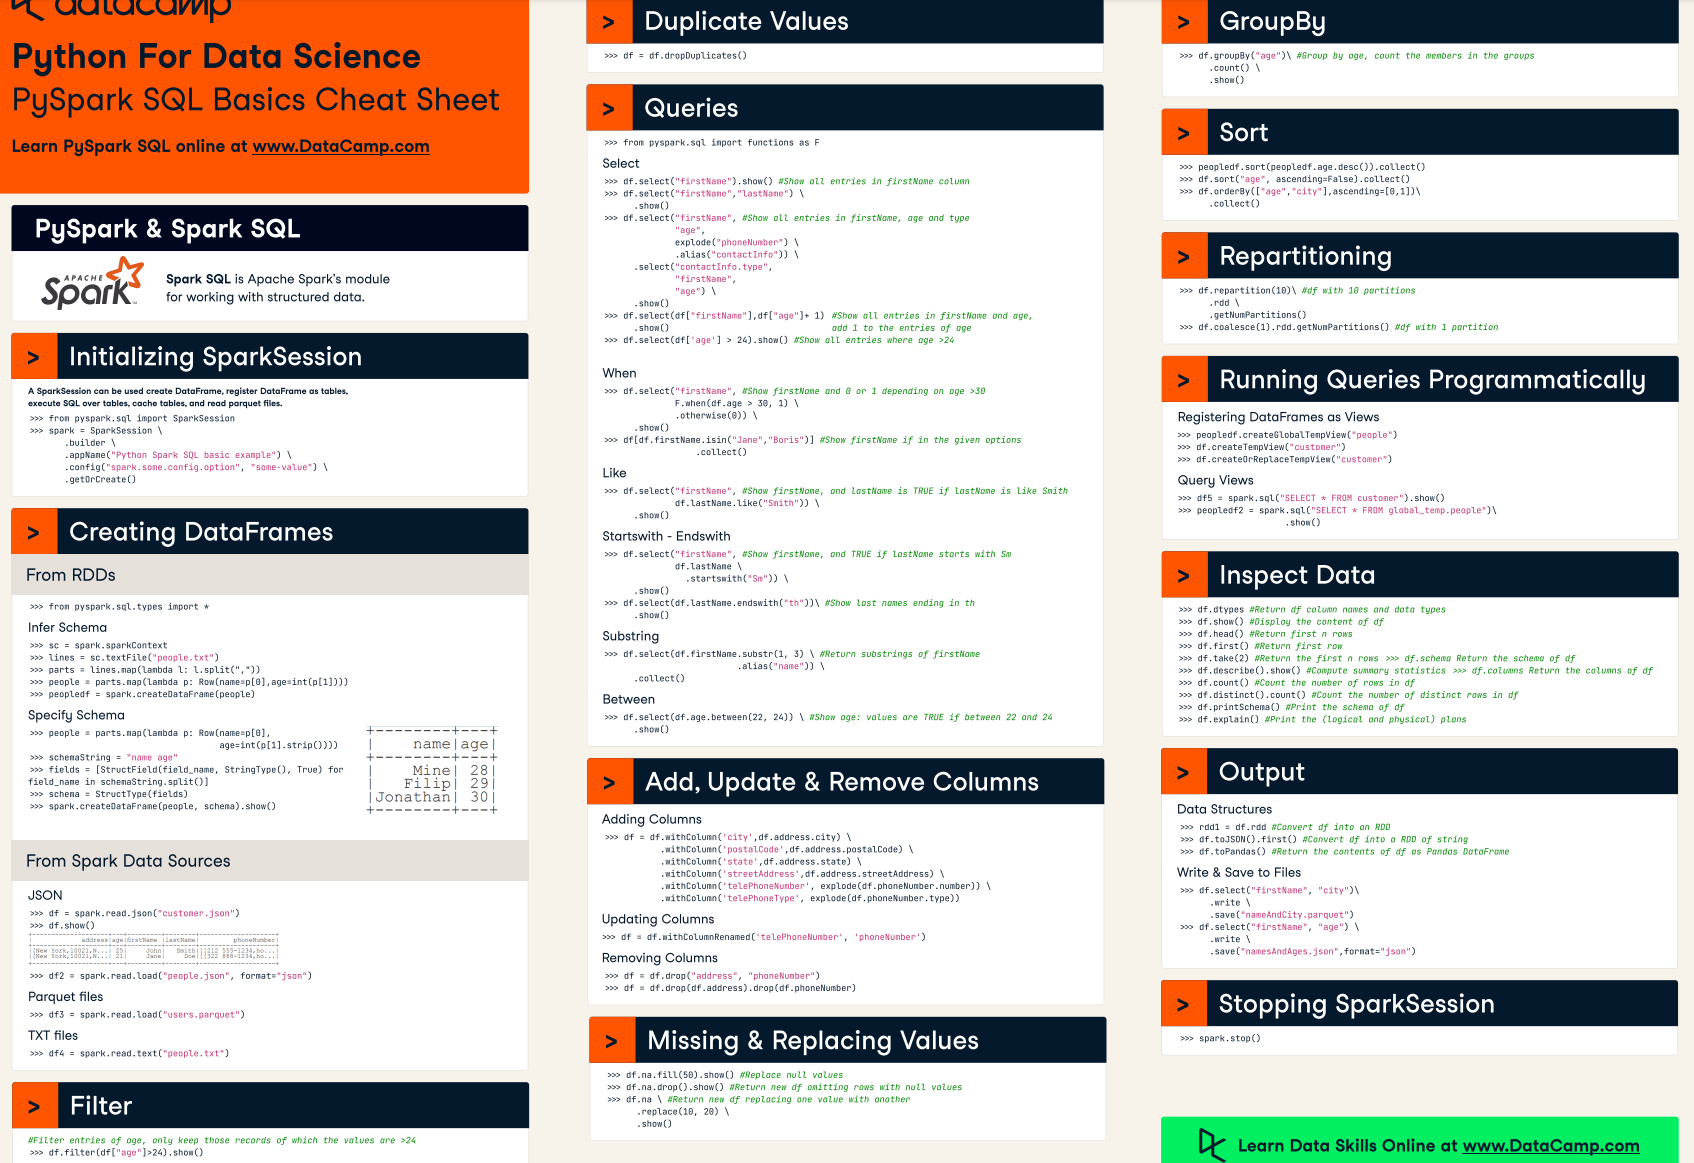 datacamp
Python For Data Science
PySpark SQL Basics Cheat Sheet
Learn PySpark SQL online at www.DataCamp.com
PySpark & Spark SQL
APACHE
Spark
Spark SQL is Apache Spark's module
for working with structured data.
> Initializing SparkSession
A SparkSession can be used create DataFrame, register DataFrame as tables,
execute SQL over tables, cache tables, and read parquet files.
>>> from pyspark.sql import SparkSession
>>> spark = SparkSession \
.builder \
.appName("Python Spark SQL basic example") \
.config("spark.some.config.option", "some-value") \
.getOrCreate()
> Creating DataFrames
From RDDs
>>> from pyspark.sql.types import *
Infer Schema
>>> sc = spark.sparkContext
>>> lines = sc.textFile("people.txt")
>>> parts = lines.map(lambda l: l.split(","))
>>> people = parts.map(lambda p: Row(name=p[0],age=int(p[1])))
>>> peopledf = spark.createDataFrame(people)
Specify Schema
>>> people = parts.map(lambda p: Row(name=p[0],
age=int(p[1].strip())))
>>> schemaString = "name age"
>>> fields = [StructField(field_name, StringType(), True) for
field_name in schemaString.split()]
>>> schema = StructType(fields)
>>> spark.createDataFrame(people, schema).show()
+--------+---+
|    name|age|
+--------+---+
|    Mine| 28|
|   Filip| 29|
|Jonathan| 30|
+--------+---+
From Spark Data Sources
JSON
>>> df = spark.read.json("customer.json")
>>> df.show()
| address|age|firstName |lastName| phoneNumber|
|[New York,10021,N...| 25| John| Smith|[[212 555-1234,ho...|
|[New York,10021,N...| 21| Jane| Doe|[[322 888-1234,ho...|
>>> df2 = spark.read.load("people.json", format="json")
Parquet files
>>> df3 = spark.read.load("users.parquet")
TXT files
>>> df4 = spark.read.text("people.txt")
> Filter
#Filter entries of age, only keep those records of which the values are >24
>>> df.filter(df["age"]>24).show()
> Duplicate Values
>>> df = df.dropDuplicates()
> Queries
>>> from pyspark.sql import functions as F
Select
>>> df.select("firstName").show() #Show all entries in firstName column
>>> df.select("firstName","lastName") \
.show()
>>> df.select("firstName", #Show all entries in firstName, age and type
"age",
explode("phoneNumber") \
.alias("contactInfo")) \
.select("contactInfo.type",
"firstName",
"age") \
.show()
>>> df.select(df["firstName"],df["age"]+ 1) #Show all entries in firstName and age,
.show() add 1 to the entries of age
>>> df.select(df['age'] > 24).show() #Show all entries where age >24
When
>>> df.select("firstName", #Show firstName and 0 or 1 depending on age >30
F.when(df.age > 30, 1) \
.otherwise(0)) \
.show()
>>> df[df.firstName.isin("Jane","Boris")] #Show firstName if in the given options
.collect()
Like
>>> df.select("firstName", #Show firstName, and lastName is TRUE if lastName is like Smith
df.lastName.like("Smith")) \
.show()
Startswith - Endswith
>>> df.select("firstName", #Show firstName, and TRUE if lastName starts with Sm
df.lastName \
.startswith("Sm")) \
.show()
>>> df.select(df.lastName.endswith("th"))\ #Show last names ending in th
.show()
Substring
>>> df.select(df.firstName.substr(1, 3) \ #Return substrings of firstName
.alias("name")) \
.collect()
Between
>>> df.select(df.age.between(22, 24)) \ #Show age: values are TRUE if between 22 and 24
.show()
> Add, Update & Remove Columns
Adding Columns
>>> df = df.withColumn('city',df.address.city) \
.withColumn('postalCode',df.address.postalCode) \
.withColumn('state',df.address.state) \
.withColumn('streetAddress',df.address.streetAddress) \
.withColumn('telePhoneNumber', explode(df.phoneNumber.number)) \
.withColumn('telePhoneType', explode(df.phoneNumber.type))
Updating Columns
>>> df = df.withColumnRenamed('telePhoneNumber', 'phoneNumber')
Removing Columns
>>> df = df.drop("address", "phoneNumber")
>>> df = df.drop(df.address).drop(df.phoneNumber)
> Missing & Replacing Values
>>> df.na.fill(50).show() #Replace null values
>>> df.na.drop().show() #Return new df omitting rows with null values
>>> df.na \ #Return new df replacing one value with another
.replace(10, 20) \
.show()
> GroupBy
>>> df.groupBy("age")\ #Group by age, count the members in the groups
.count() \
.show()
> Sort
>>> peopledf.sort(peopledf.age.desc()).collect()
>>> df.sort("age", ascending=False).collect()
>>> df.orderBy(["age","city"],ascending=[0,1])\
.collect()
> Repartitioning
>>> df.repartition(10)\ #df with 10 partitions
.rdd \
.getNumPartitions()
>>> df.coalesce(1).rdd.getNumPartitions() #df with 1 partition
> Running Queries Programmatically
Registering DataFrames as Views
>>> peopledf.createGlobalTempView("people")
>>> df.createTempView("customer")
>>> df.createOrReplaceTempView("customer")
Query Views
>>> df5 = spark.sql("SELECT * FROM customer").show()
>>> peopledf2 = spark.sql("SELECT * FROM global_temp.people")\
.show()
> Inspect Data
>>> df.dtypes #Return df column names and data types
>>> df.show() #Display the content of df
>>> df.head() #Return first n rows
>>> df.first() #Return first row
>>> df.take(2) #Return the first n rows >>> df.schema Return the schema of df
>>> df.describe().show() #Compute summary statistics >>> df.columns Return the columns of df
>>> df.count() #Count the number of rows in df
>>> df.distinct().count() #Count the number of distinct rows in df
>>> df.printSchema() #Print the schema of df
>>> df.explain() #Print the (logical and physical) plans
> Output
Data Structures
>>> rdd1 = df.rdd #Convert df into an RDD
>>> df.toJSON().first() #Convert df into a RDD of string
>>> df.toPandas() #Return the contents of df as Pandas DataFrame
Write & Save to Files
>>> df.select("firstName", "city")\
.write \
.save("nameAndCity.parquet")
>>> df.select("firstName", "age") \
.write \
.save("namesAndAges.json",format="json")
> Stopping SparkSession
>>> spark.stop()
Learn Data Skills Online at www.DataCamp.com